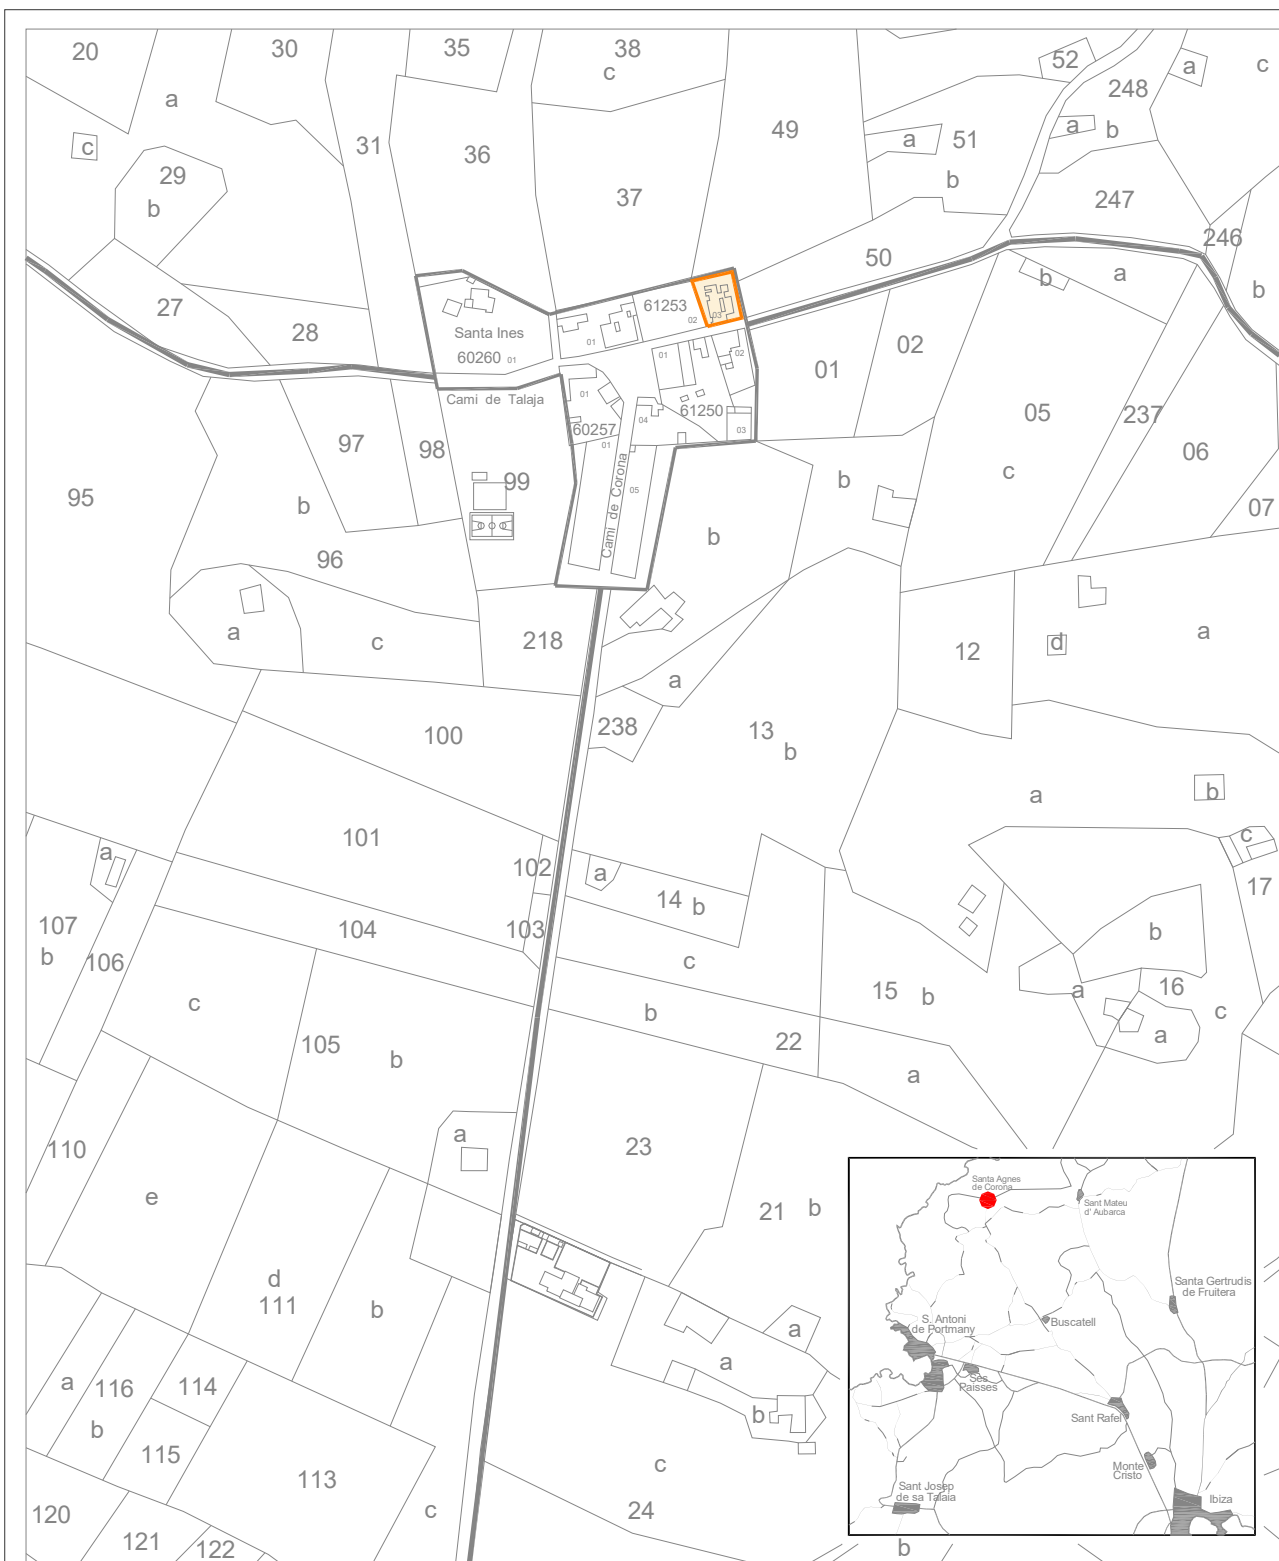 20
30
35
38
c
52
a
c
248
a
49
a
b
a
51
31
36
c
29
b
37
b
247
246
50
a
b
b
27
28
61253
02
03
01
Santa Ines
60260 01
01
02
01
02
Cami de Talaja
01
04
61250
03
60257
01
05
237
06
97
98
99
c
95
b
05
Cami de Corona
b
07
b
96
a
c
218
12
d
a
a
238
13
b
100
a
b
101
c
102
a
a
17
14 b
107
b
104
103
b
106
c
a
16
c
15
b
c
b
a
105
22
b
a
a
23
110
e
21
b
d
111
b
a
a
a
116
114
b
b
115
c
113
24
c
120
121
122
b
Santa Agnes
de Corona
Sant Mateu
d' Aubarca
Santa Gertrudis
de Fruitera
S. Antoni
de Portmany
Buscatell
Ses
Paisses
Sant Rafel
Monte
Cristo
Sant Josep
de sa Talaia
Ibiza